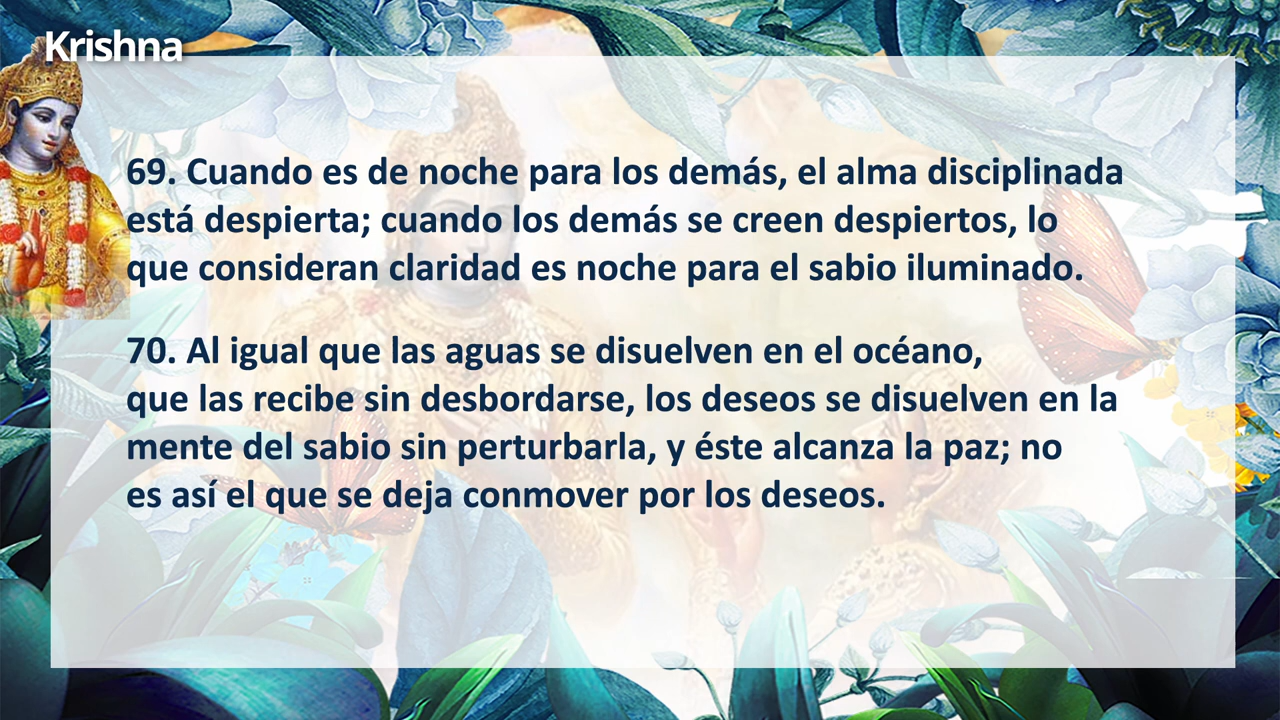 Krishna
69. Cuando es de noche para los demás, el alma disciplinada
está despierta; cuando los demás se creen despiertos, lo
que consideran claridad es noche para el sabio iluminado.
70. Al igual que las aguas se disuelven en el océano,
que las recibe sin desbordarse, los deseos se disuelven en la
mente del sabio sin perturbarla, y éste alcanza la paz; no
es así el que se deja conmover por los deseos.